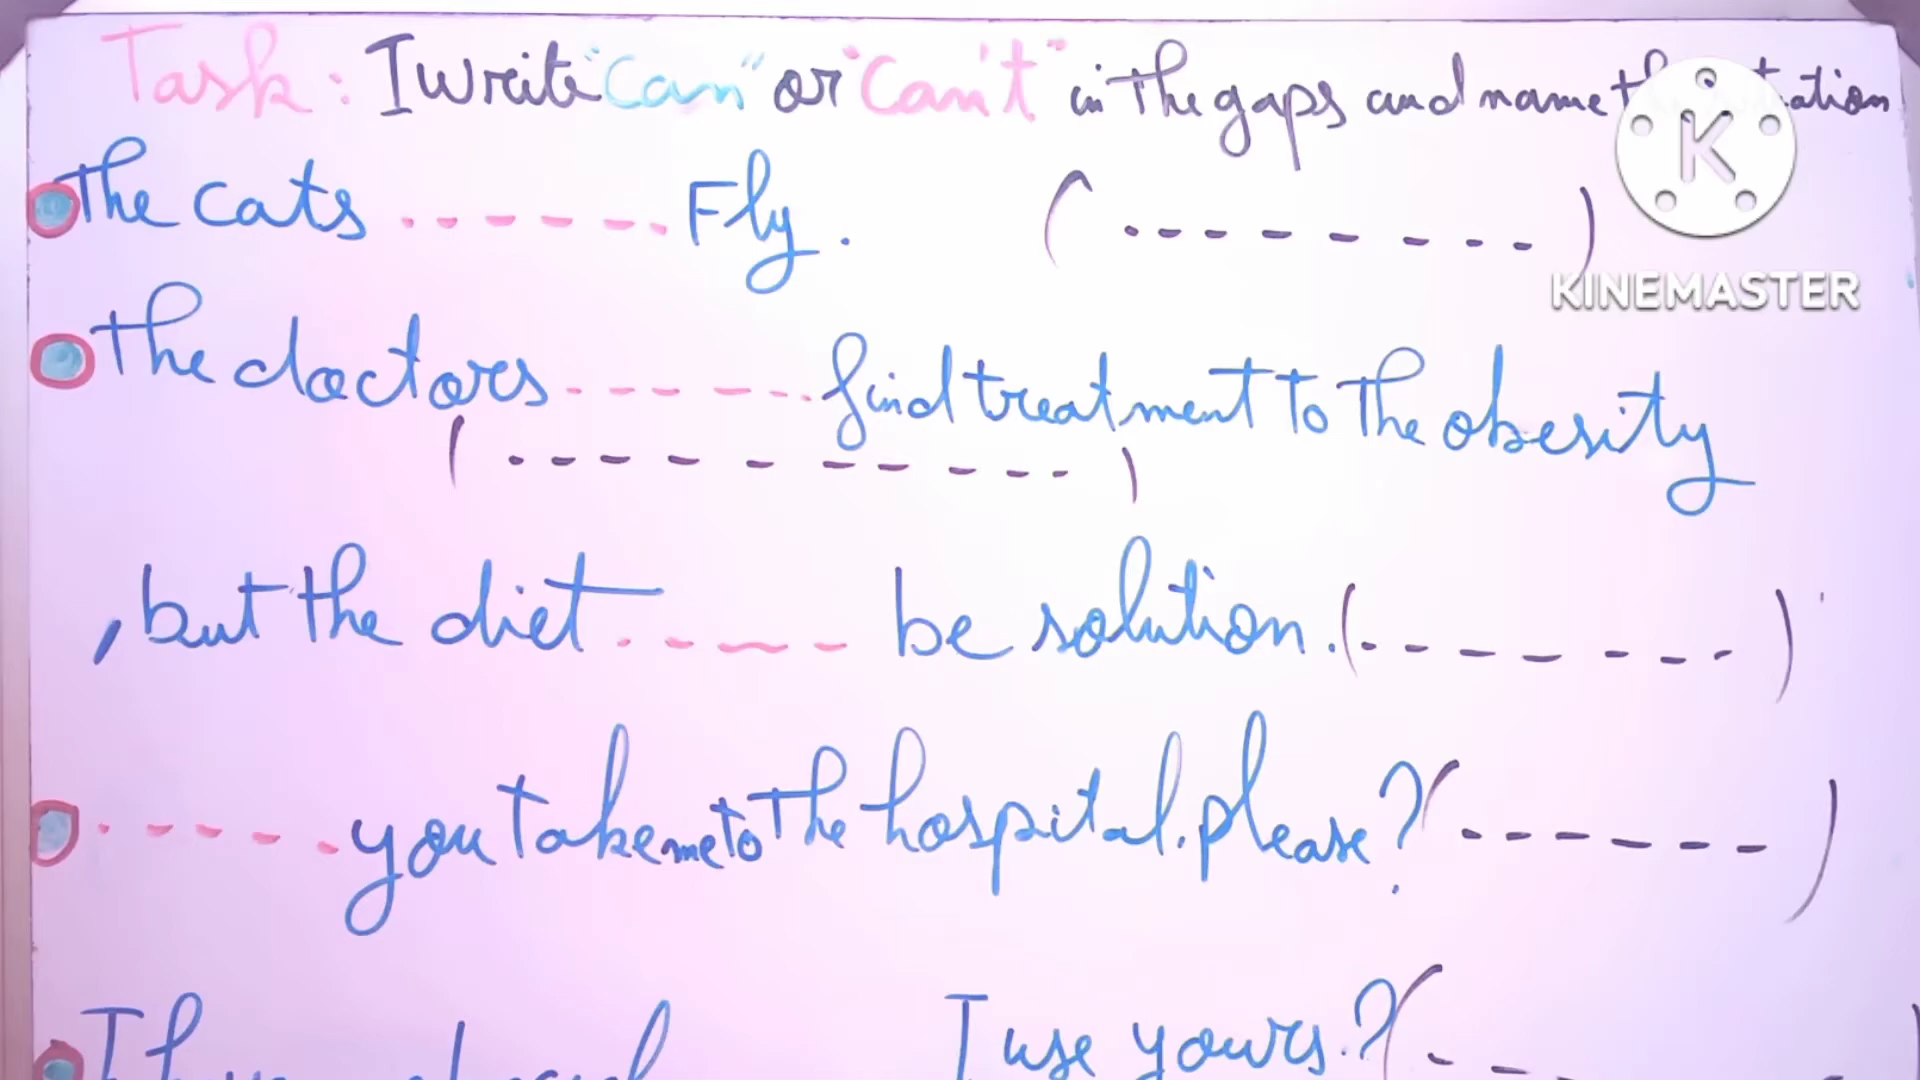 Task: I write "can" or "can't" in the gaps and name
The cats ------- Fly. (--------)
The doctors ------ find treatment to the obesity
(----------)
, but the diet ----- be solution. (-------)
----- you take me to the hospital. please? (------)
I use yours.? (--
K
KINEMASTER